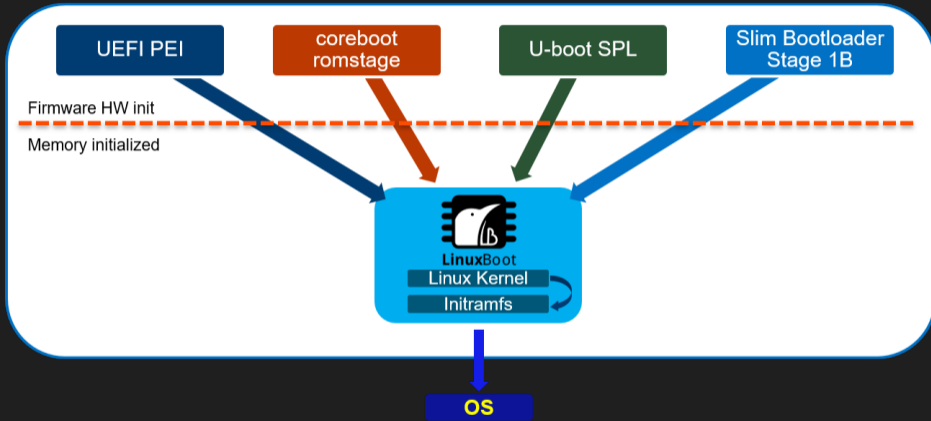 UEFI PEI
coreboot
romstage
U-boot SPL
Slim Bootloader
Stage 1B
Firmware HW init
Memory initialized
LB
LinuxBoot
Linux Kernel
Initramfs
OS